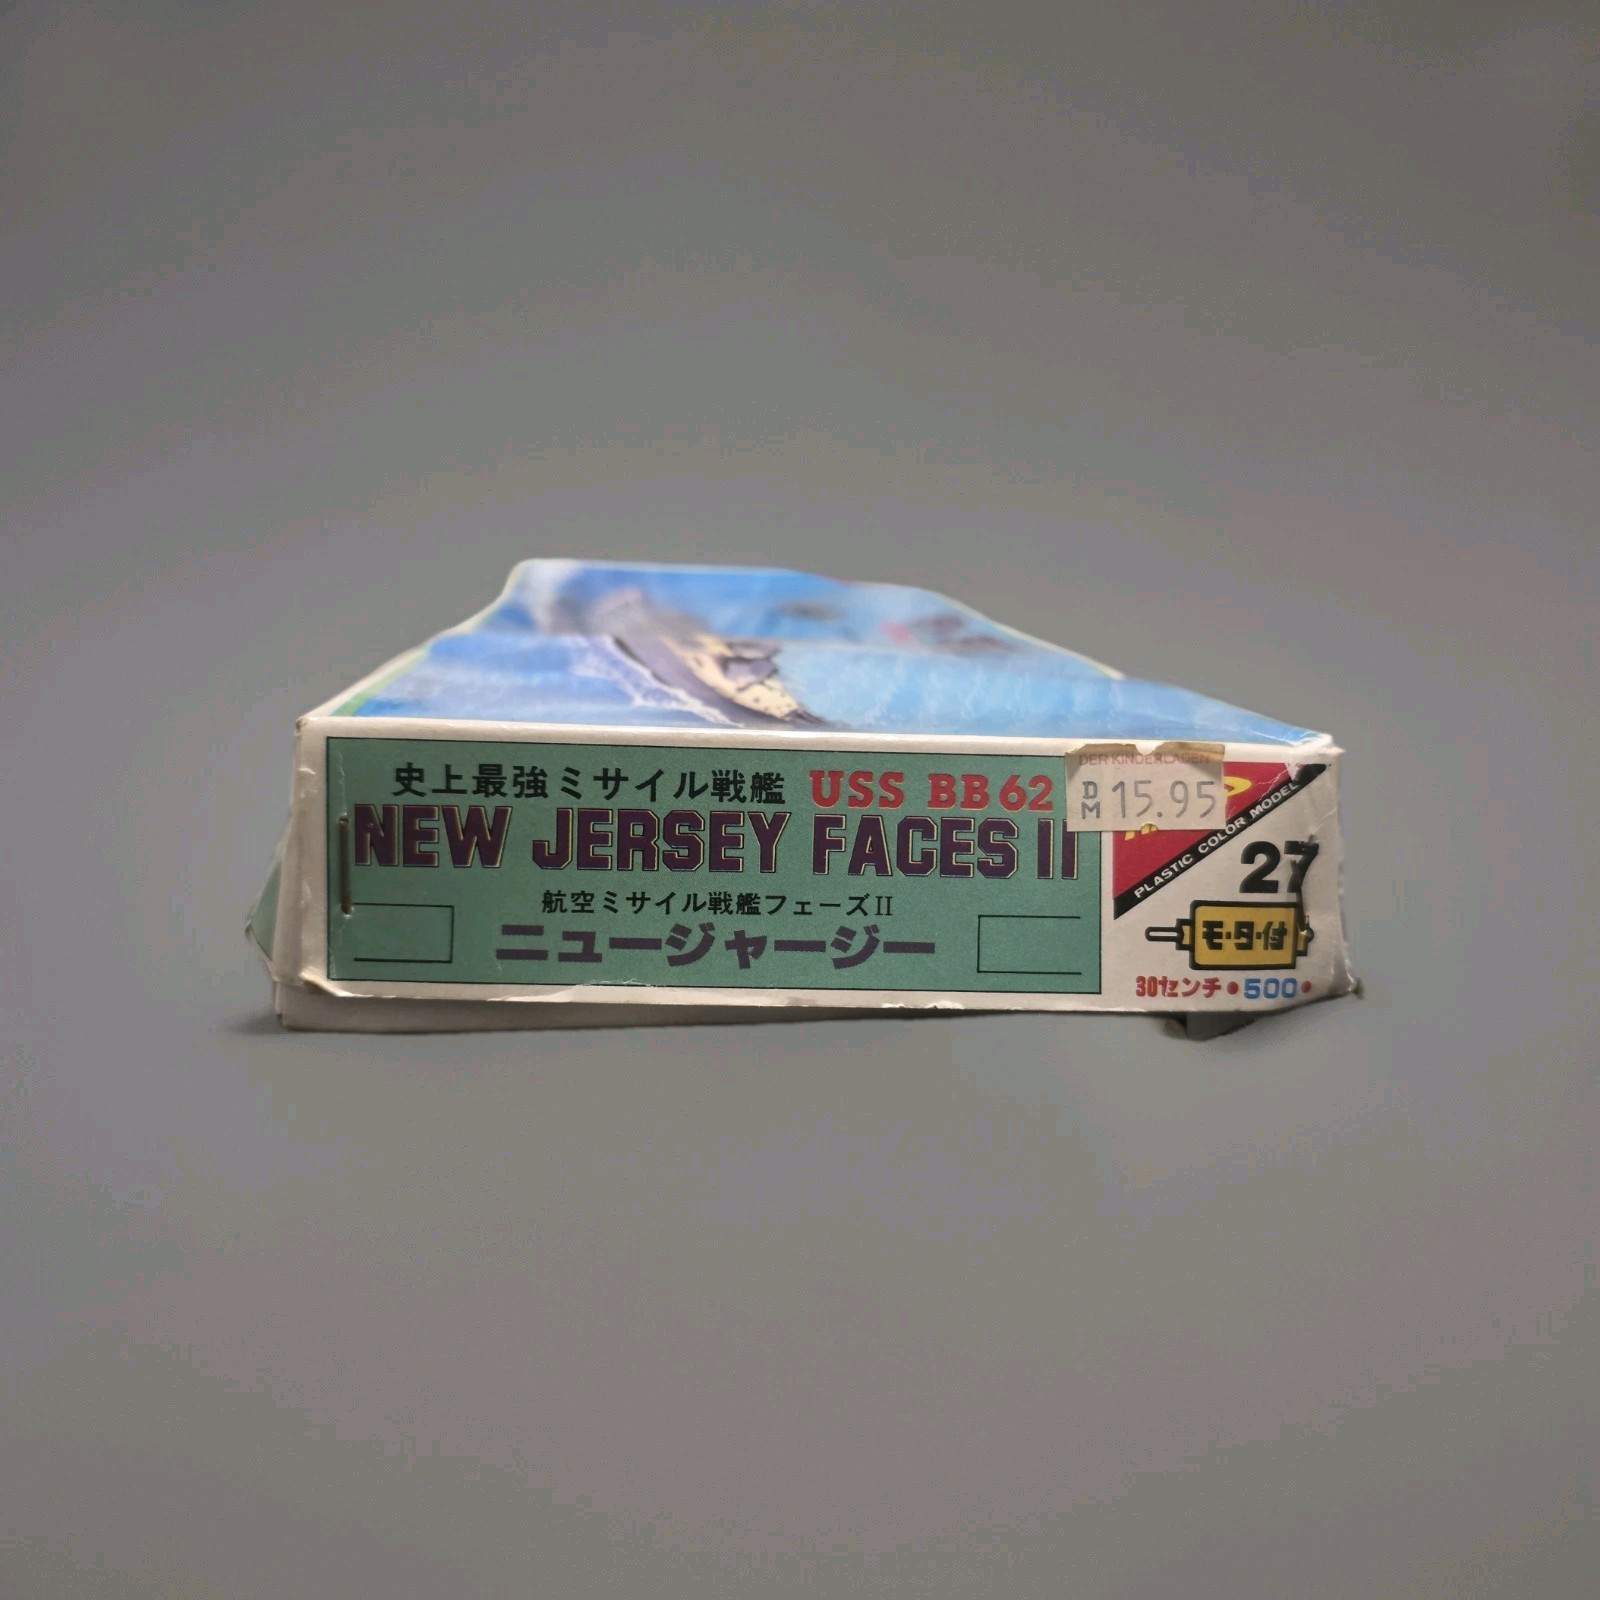 史上最強ミサイル戦艦 USS BB62
NEW JERSEY FACES II
航空ミサイル戦艦フェーズII
ニュージャージー
DER KINDERLADEN
DM 15.95
PLASTIC COLOR MODEL
27
モーター付
30センチ・500・